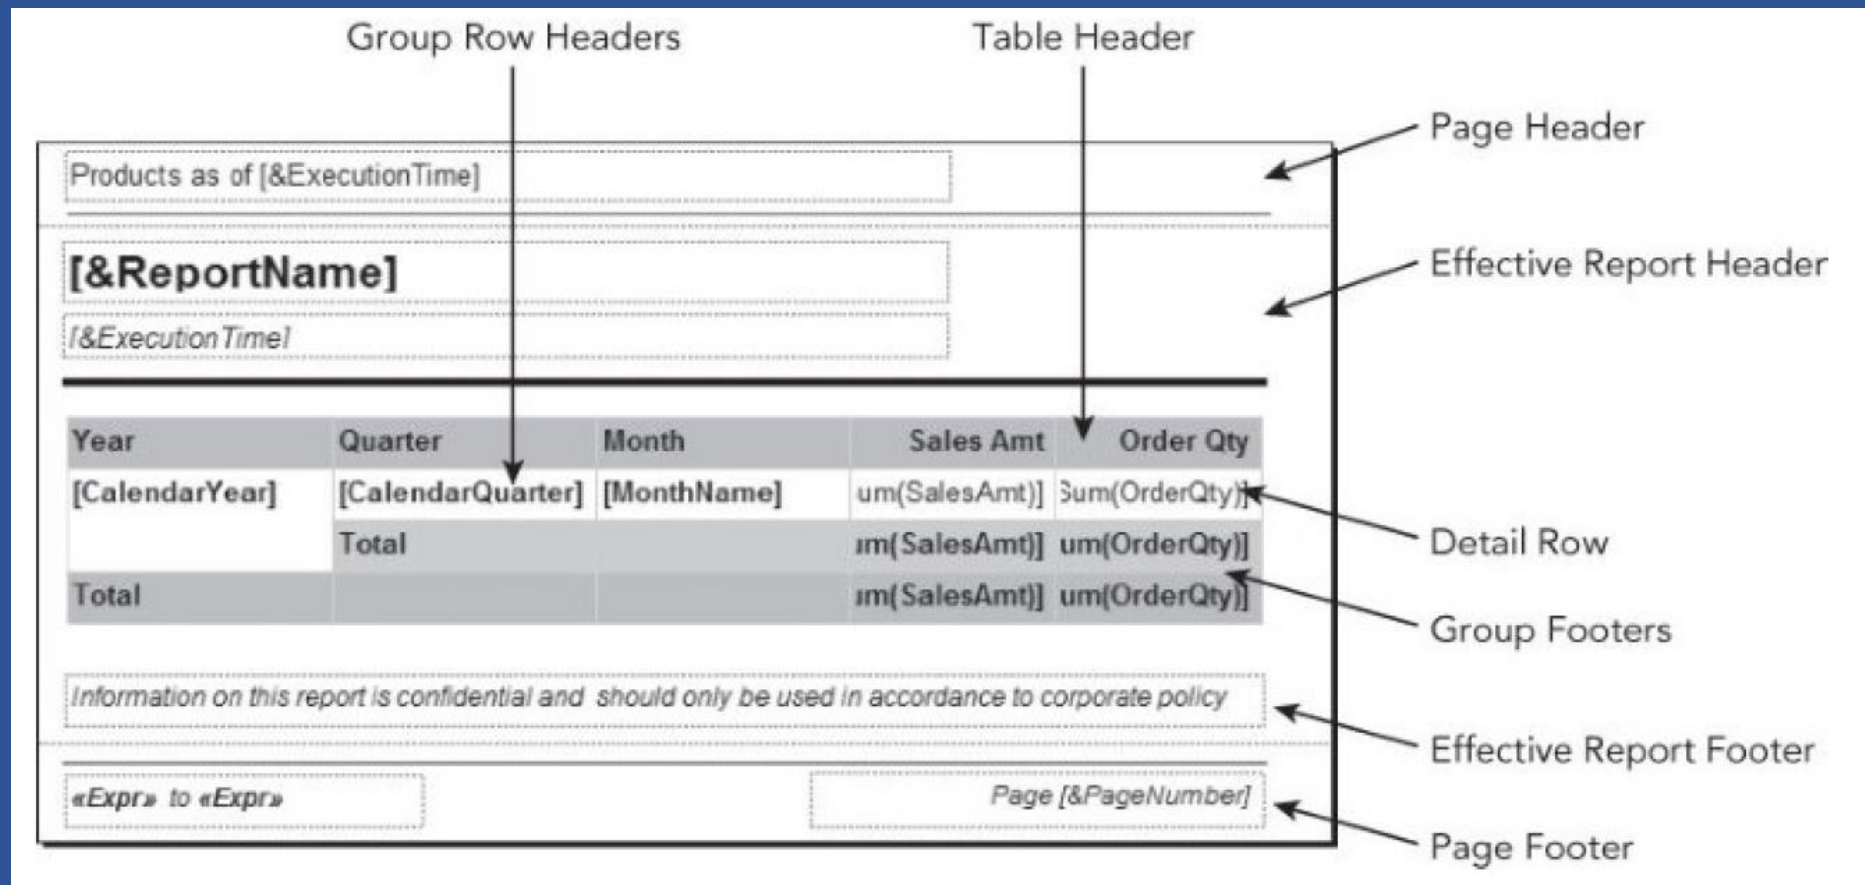 Group Row Headers Table Header
Page Header
Products as of [&ExecutionTime]
Effective Report Header
[&ReportName]
[&ExecutionTime]
Year Quarter Month Sales Amt Order Qty
[CalendarYear] [CalendarQuarter] [MonthName] um(SalesAmt)] Sum(OrderQty)]
Detail Row
Total um(SalesAmt)] um(OrderQty)]
Total um(SalesAmt)] um(OrderQty)]
Group Footers
Information on this report is confidential and should only be used in accordance to corporate policy
Effective Report Footer
«Expr» to «Expr» Page [&PageNumber]
Page Footer